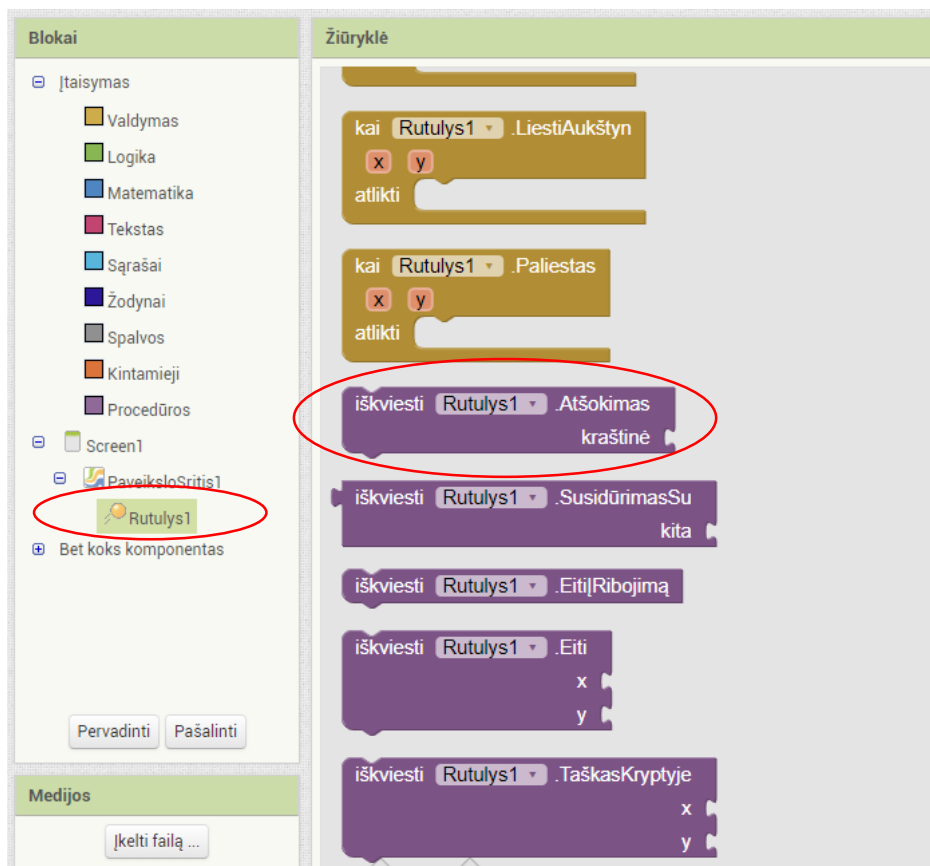 Blokai
Įtaisymas
Valdymas
Logika
Matematika
Tekstas
Sąrašai
Žodynai
Spalvos
Kintamieji
Procedūros
Screen1
PaveiksloSritis1
Rutulys1
Bet koks komponentas
Pervadinti Pašalinti
Medijos
Įkelti failą ...
Žiūryklė
kai Rutulys1 .LiestiAukštyn
x y
atlikti
kai Rutulys1 .Paliestas
x y
atlikti
iškviesti Rutulys1 .Atšokimas
kraštinė
iškviesti Rutulys1 .SusidūrimasSu
kita
iškviesti Rutulys1 .EitiĮRibojimą
iškviesti Rutulys1 .Eiti
x
y
iškviesti Rutulys1 .TaškasKryptyje
x
y